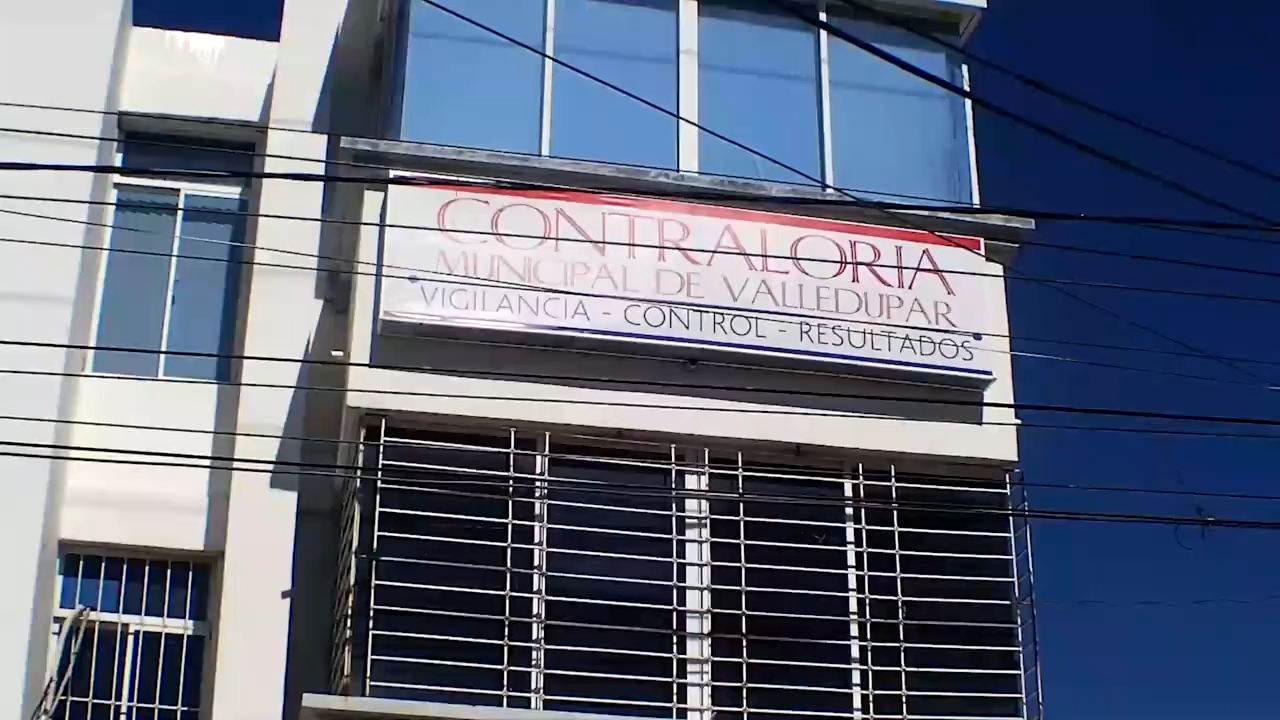 CONTRALORIA
MUNICIPAL DE VALLEDUPAR
VIGILANCIA - CONTROL - RESULTADOS